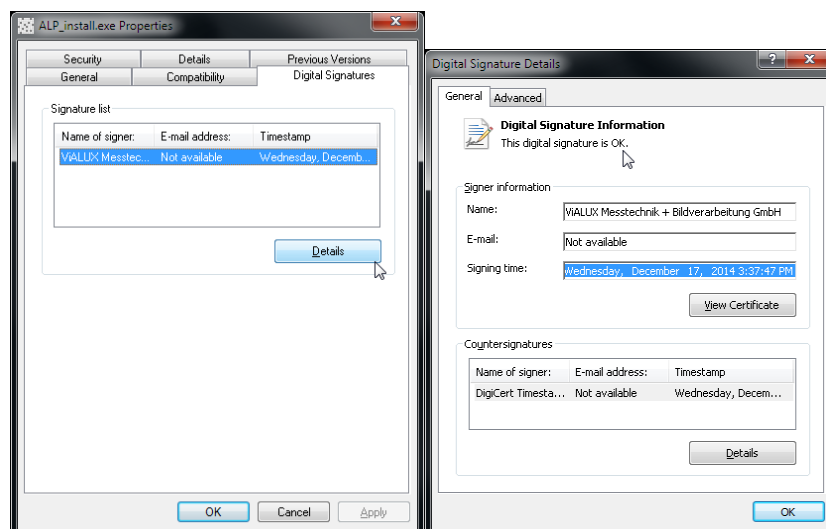 ALP_install.exe Properties
Security Details Previous Versions
General Compatibility Digital Signatures
Signature list
Name of signer: E-mail address: Timestamp
ViALUX Messtec... Not available Wednesday, Decemb...
Details
OK Cancel Apply
Digital Signature Details
General Advanced
Digital Signature Information
This digital signature is OK.
Signer information
Name: ViALUX Messtechnik + Bildverarbeitung GmbH
E-mail: Not available
Signing time: Wednesday, December 17, 2014 3:37:47 PM
View Certificate
Countersignatures
Name of signer: E-mail address: Timestamp
DigiCert Timesta... Not available Wednesday, Decem...
Details
OK